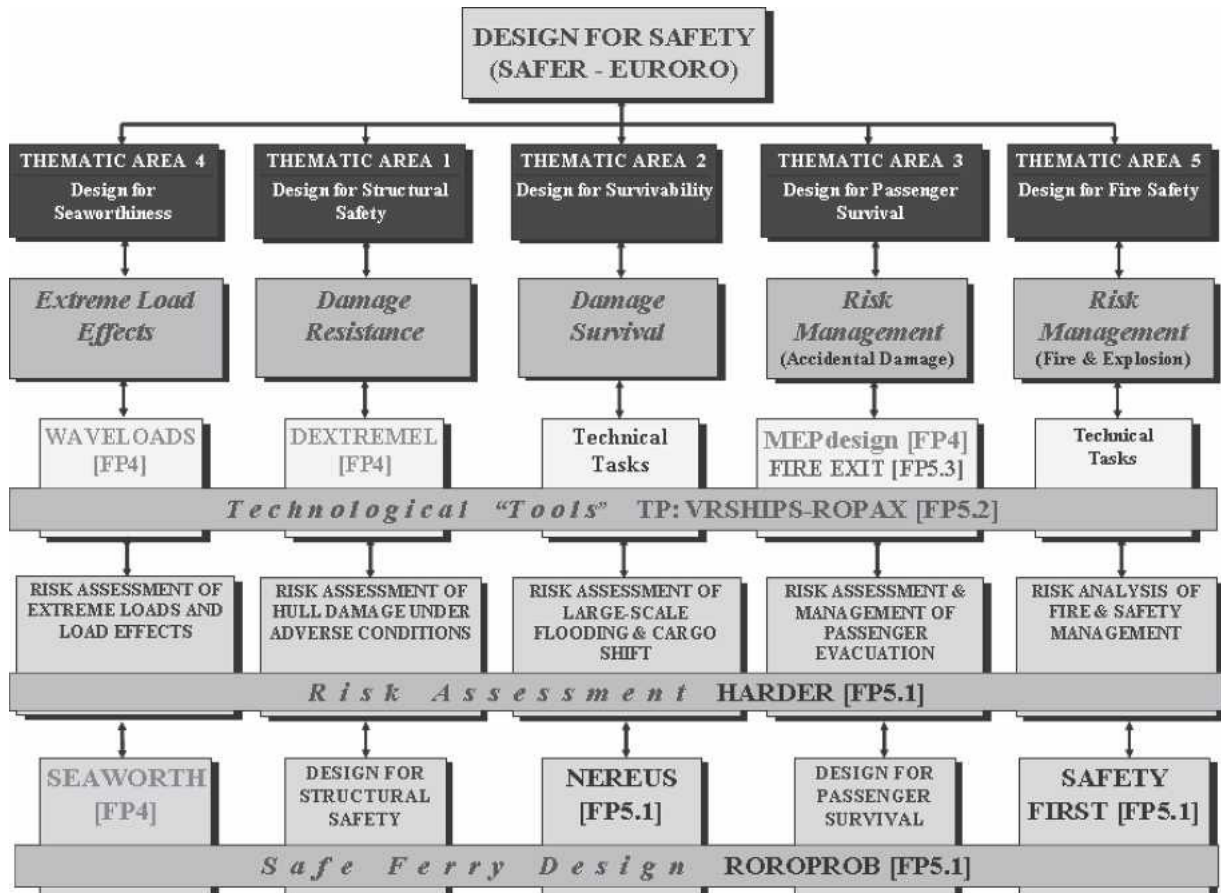 DESIGN FOR SAFETY
(SAFER - EURORO)
THEMATIC AREA 4
Design for
Seaworthiness
THEMATIC AREA 1
Design for Structural
Safety
THEMATIC AREA 2
Design for Survivability
THEMATIC AREA 3
Design for Passenger
Survival
THEMATIC AREA 5
Design for Fire Safety
Extreme Load
Effects
Damage
Resistance
Damage
Survival
Risk
Management
(Accidental Damage)
Risk
Management
(Fire & Explosion)
WAVELOADS
[FP4]
DEXTREMEL
[FP4]
Technical
Tasks
MEPdesign [FP4]
FIRE EXIT [FP5.3]
Technical
Tasks
Technological “Tools” TP: VRSHIPS-ROPAX [FP5.2]
RISK ASSESSMENT OF
EXTREME LOADS AND
LOAD EFFECTS
RISK ASSESSMENT OF
HULL DAMAGE UNDER
ADVERSE CONDITIONS
RISK ASSESSMENT OF
LARGE-SCALE
FLOODING & CARGO
SHIFT
RISK ASSESSMENT &
MANAGEMENT OF
PASSENGER
EVACUATION
RISK ANALYSIS OF
FIRE & SAFETY
MANAGEMENT
Risk Assessment HARDER [FP5.1]
SEAWORTH
[FP4]
DESIGN FOR
STRUCTURAL
SAFETY
NEREUS
[FP5.1]
DESIGN FOR
PASSENGER
SURVIVAL
SAFETY
FIRST [FP5.1]
Safe Ferry Design ROROPROB [FP5.1]